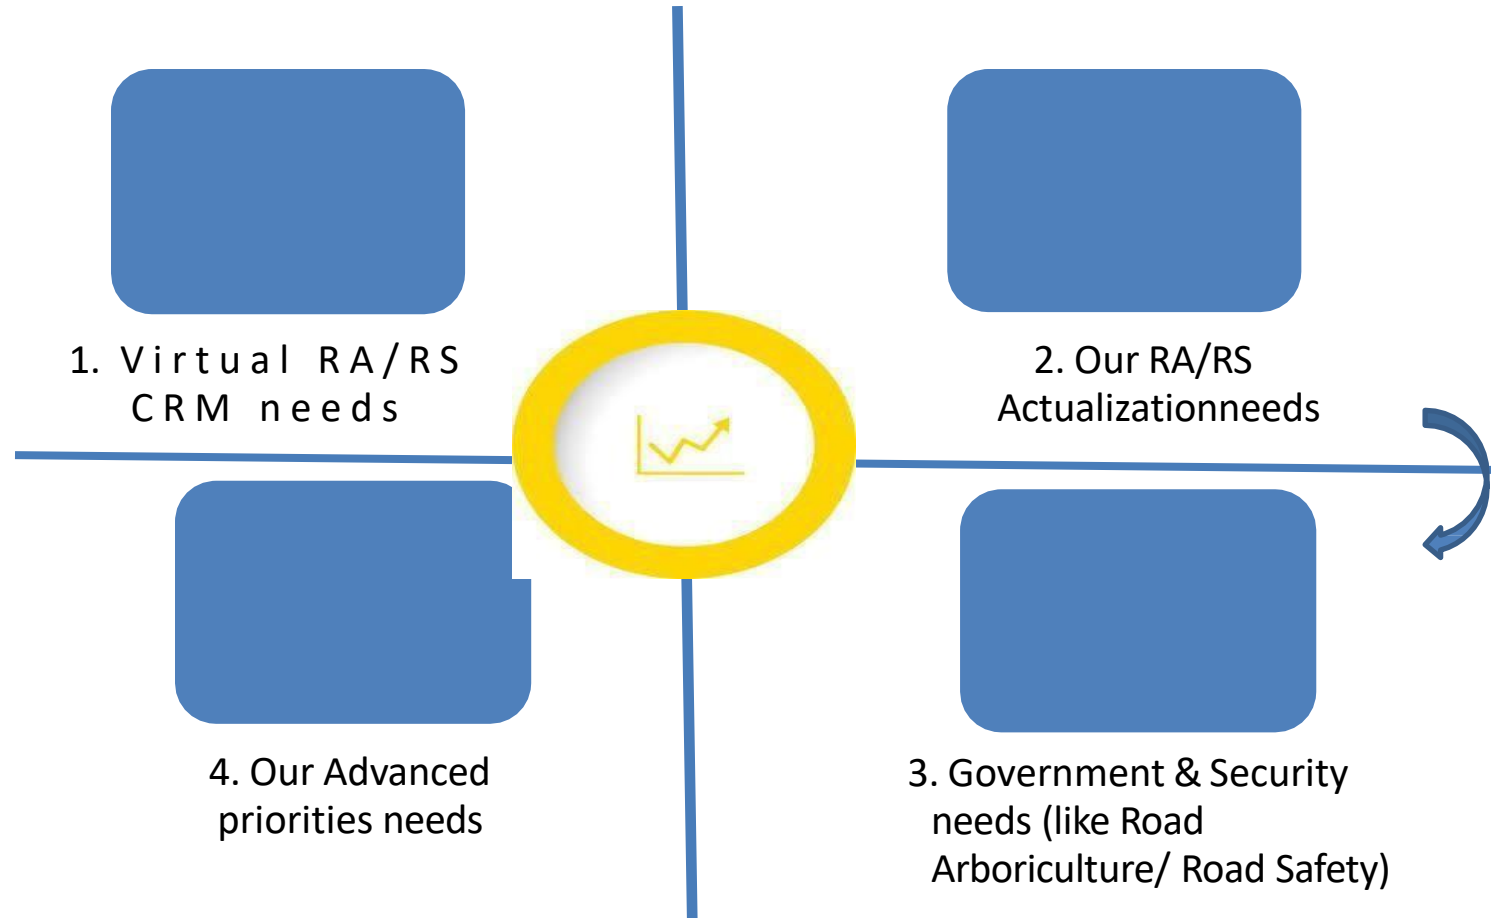 1. Virtual RA/RS
CRM needs
2. Our RA/RS
Actualizationneeds
3. Government & Security
needs (like Road
Arboriculture/ Road Safety)
4. Our Advanced
priorities needs